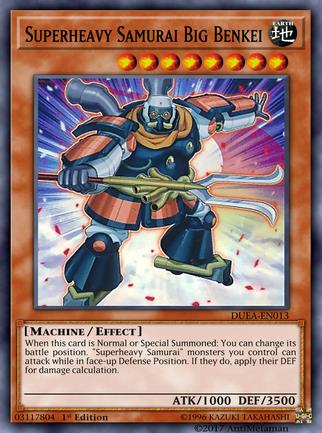 Superheavy Samurai Big Benkei
EARTH
地
DUEA-EN013
[Machine / Effect]
When this card is Normal or Special Summoned: You can change its
battle position. "Superheavy Samurai" monsters you control can
attack while in face-up Defense Position. If they do, apply their DEF
for damage calculation.
ATK/1000 DEF/3500
03117804 1st Edition ©1996 KAZUKI TAKAHASHI
©2017 AntiMetaman